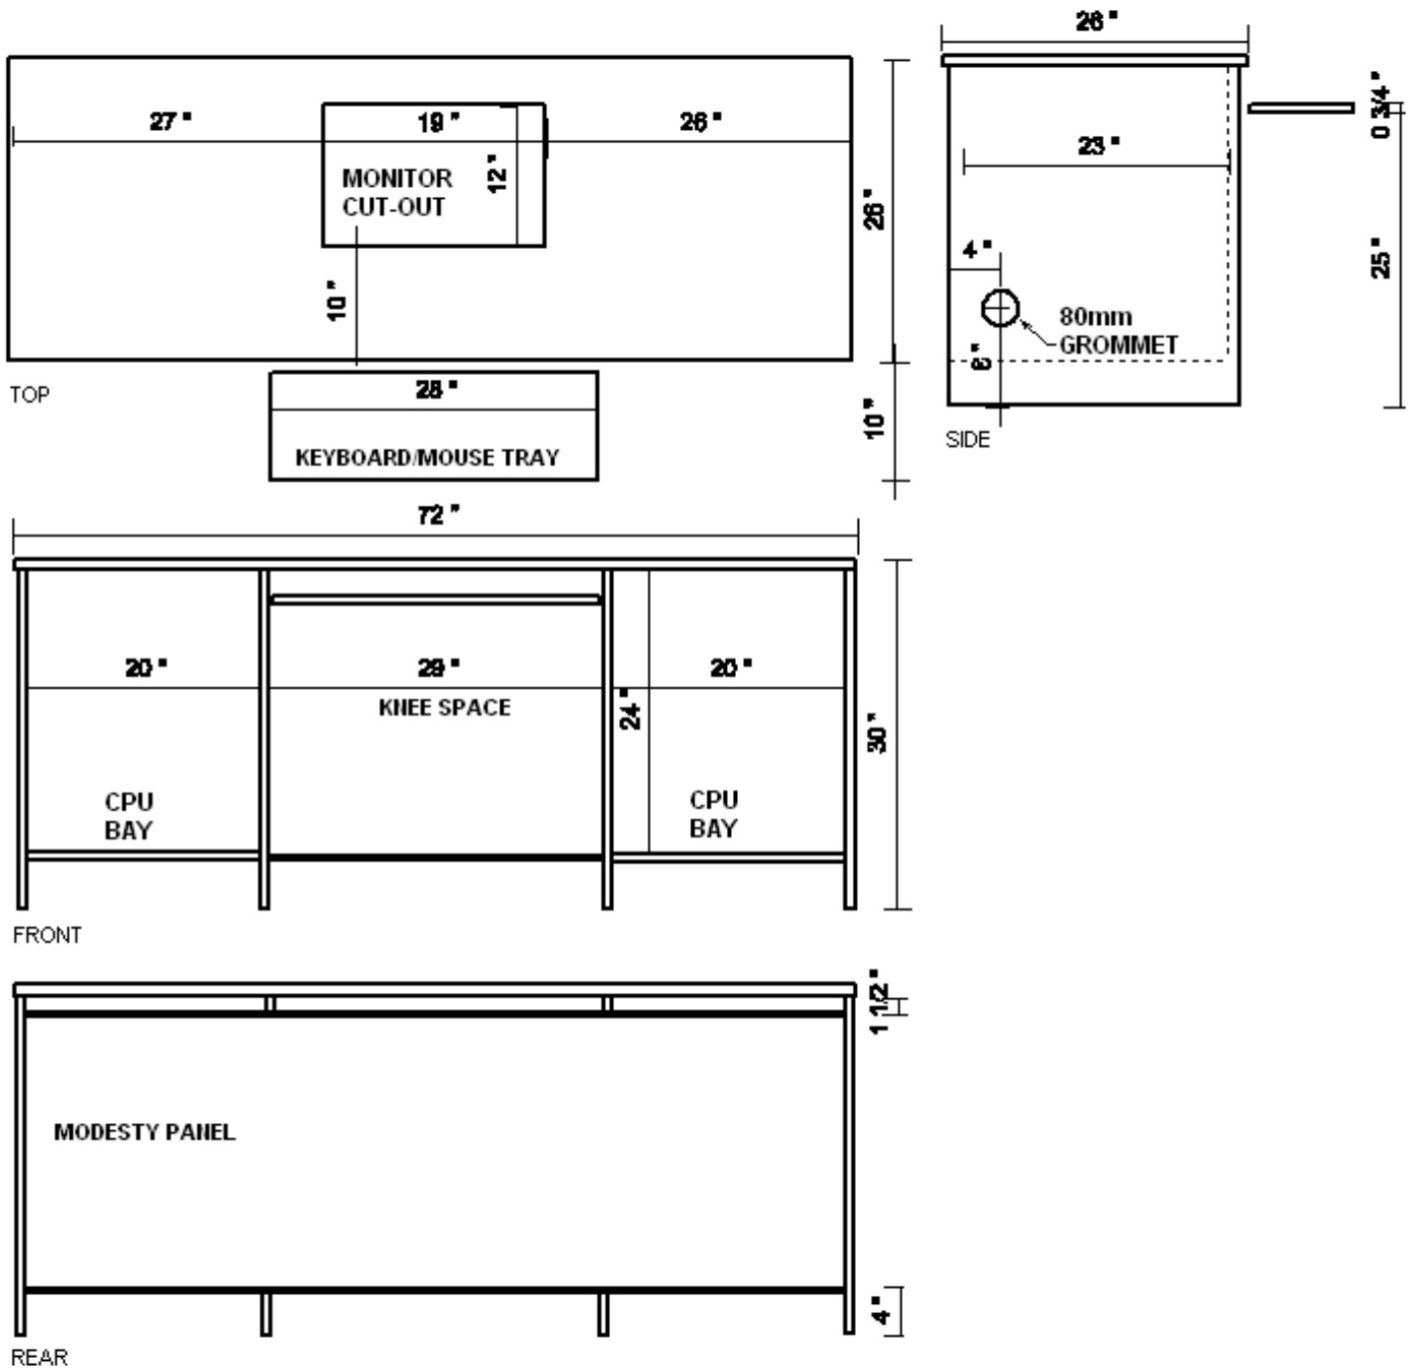 26 "
27 "
19 "
26 "
12 "
MONITOR
CUT-OUT
26 "
10 "
0 3/4 "
23 "
25 "
4 "
80mm
GROMMET
TOP
28 "
KEYBOARD/MOUSE TRAY
10 "
SIDE
72 "
20 "
29 "
20 "
KNEE SPACE
24 "
30 "
CPU
BAY
CPU
BAY
FRONT
1 1/2 "
MODESTY PANEL
4 "
REAR